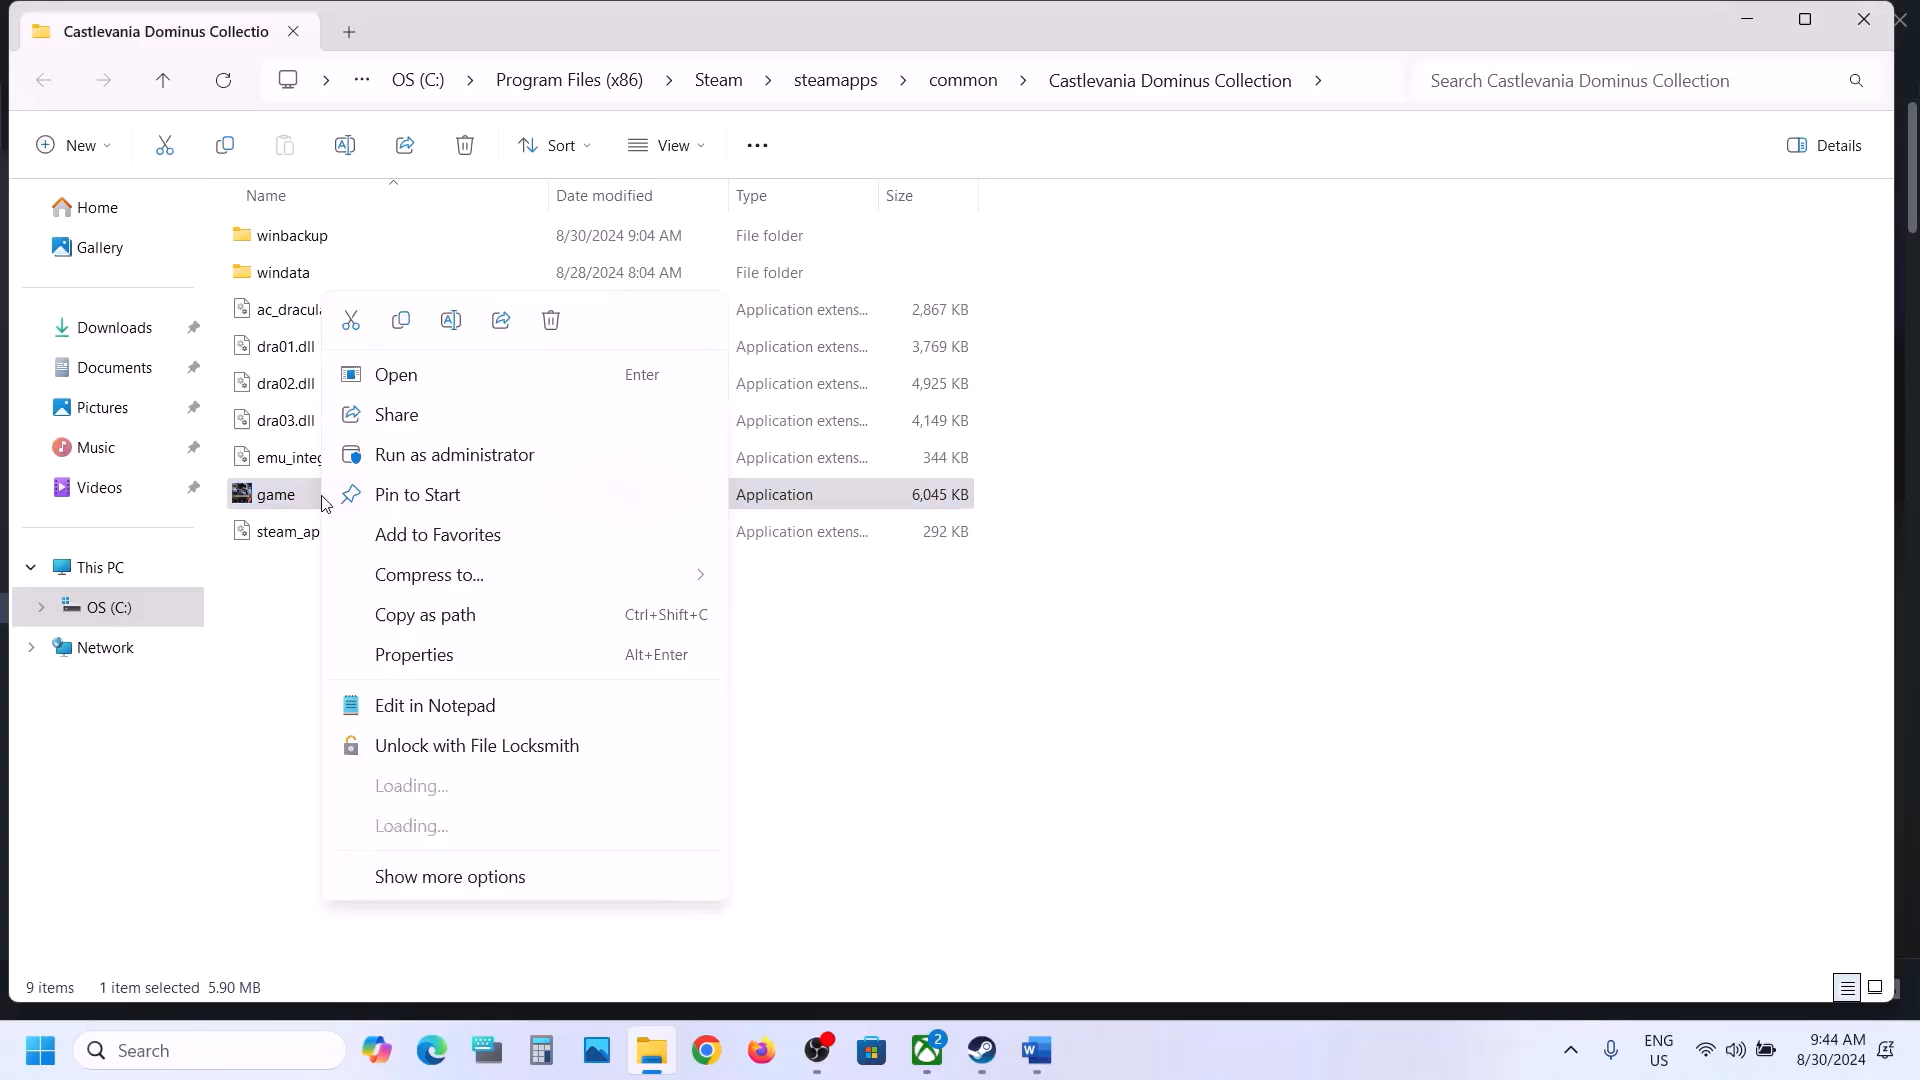 Castlevania Dominus Collectio
OS (C:) Program Files (x86) Steam steamapps common Castlevania Dominus Collection
Search Castlevania Dominus Collection
New Sort View Details
Name Date modified Type Size
Home
Gallery
Downloads
Documents
Pictures
Music
Videos
This PC
OS (C:)
Network
winbackup 8/30/2024 9:04 AM File folder
windata 8/28/2024 8:04 AM File folder
ac_dracula Application extens... 2,867 KB
dra01.dll Application extens... 3,769 KB
dra02.dll Application extens... 4,925 KB
dra03.dll Application extens... 4,149 KB
emu_integ Application extens... 344 KB
game Application 6,045 KB
steam_ap Application extens... 292 KB
Open Enter
Share
Run as administrator
Pin to Start
Add to Favorites
Compress to...
Copy as path Ctrl+Shift+C
Properties Alt+Enter
Edit in Notepad
Unlock with File Locksmith
Loading...
Loading...
Show more options
9 items 1 item selected 5.90 MB
Search
2
ENG
US
9:44 AM
8/30/2024